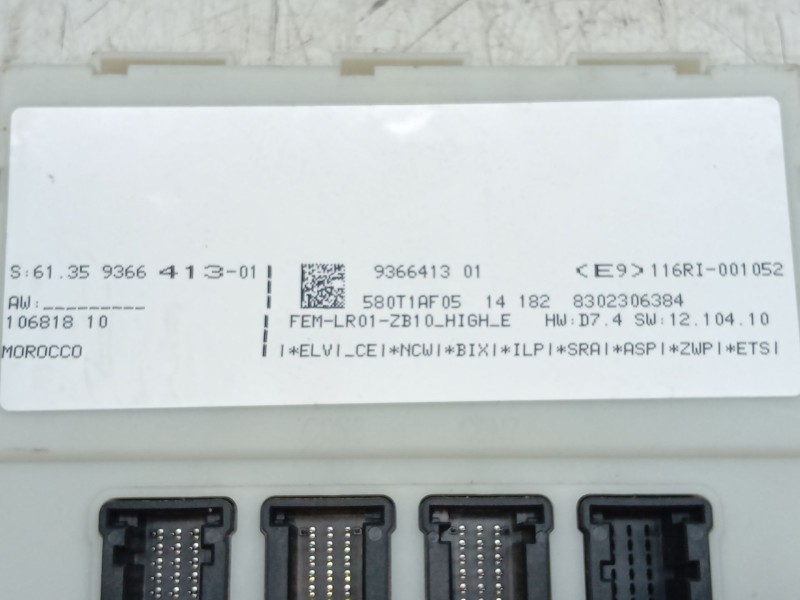 S:61.35 9366 413-01
9366413 01
<E9>116RI-001052
AW:_________
580T1AF05 14 182 8302306384
106818 10
FEM-LR01-ZB10_HIGH_E HW:D7.4 SW:12.104.10
MOROCCO
|*ELV|_CE|*NCW|*BIX|*ILP|*SRA|*ASP|*ZWP|*ETS|